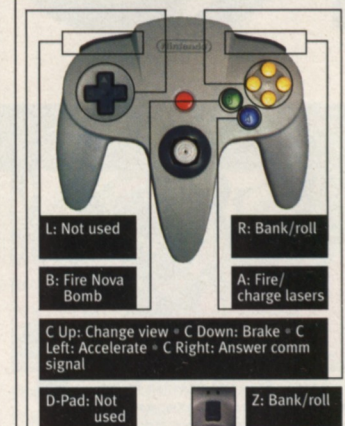 Nintendo
L: Not used
R: Bank/roll
B: Fire Nova
Bomb
A: Fire/
charge lasers
C Up: Change view • C Down: Brake • C
Left: Accelerate • C Right: Answer comm
signal
D-Pad: Not
used
Z: Bank/roll